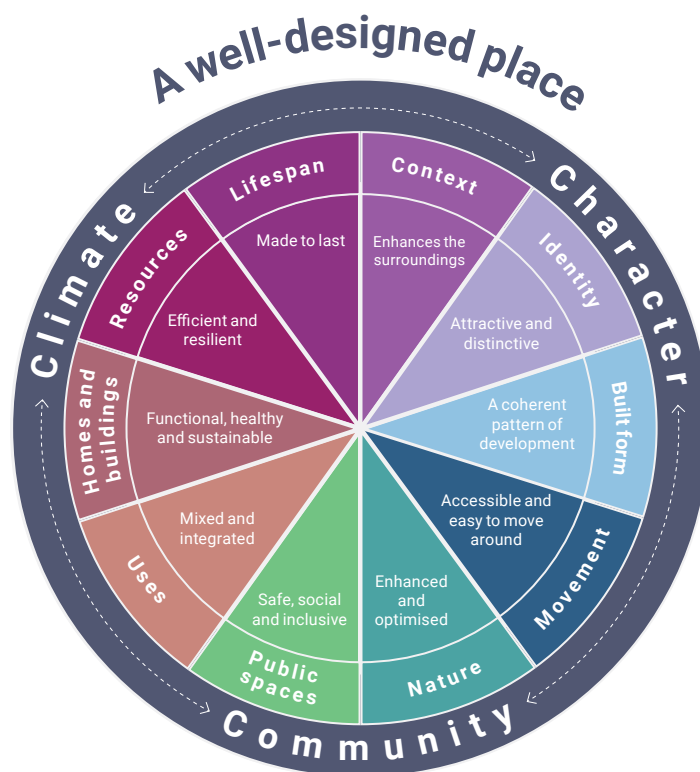 A well-designed place
Climate
Character
Community
Context
Enhances the
surroundings
Identity
Attractive and
distinctive
Built form
A coherent
pattern of
development
Movement
Accessible and
easy to move
around
Nature
Enhanced
and
optimised
Public
spaces
Safe, social
and inclusive
Uses
Mixed and
integrated
Homes and
buildings
Functional, healthy
and sustainable
Resources
Efficient and
resilient
Lifespan
Made to last